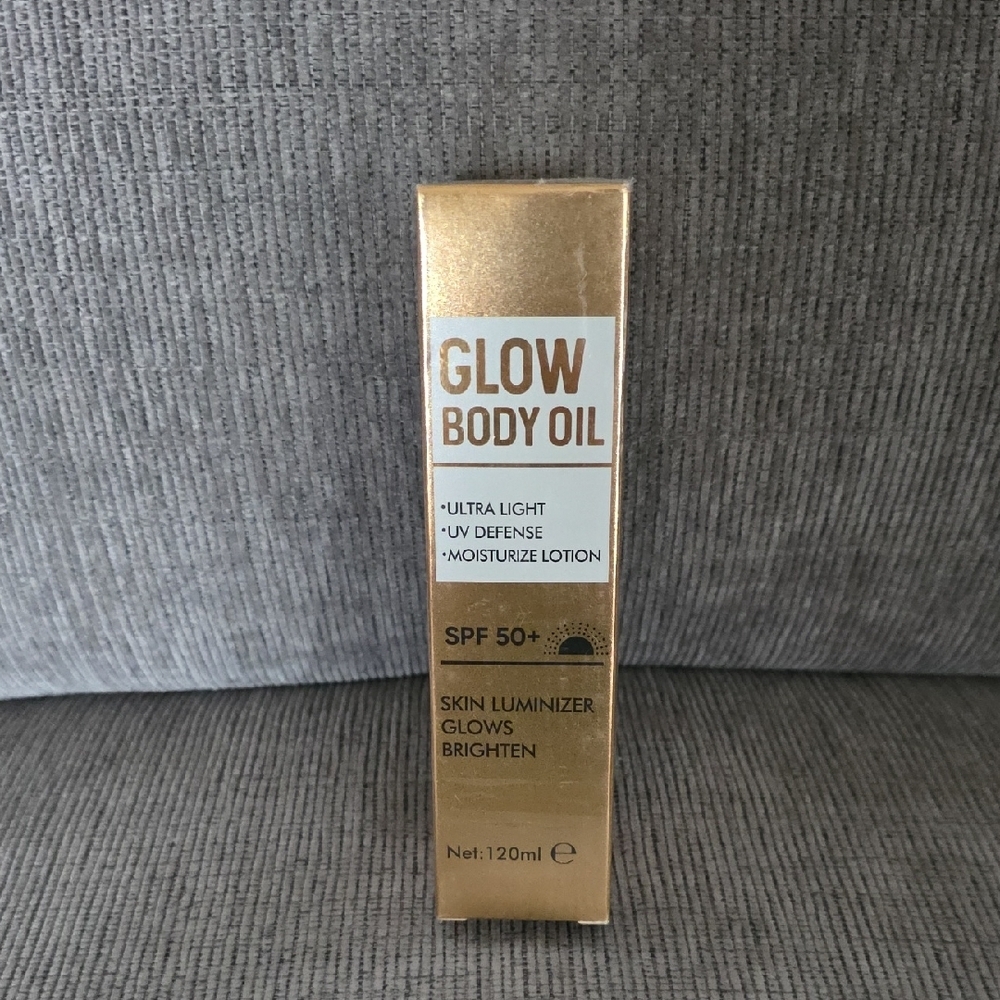 GLOW
BODY OIL
•ULTRA LIGHT
•UV DEFENSE
•MOISTURIZE LOTION
SPF 50+
SKIN LUMINIZER
GLOWS
BRIGHTEN
Net:120ml ℮